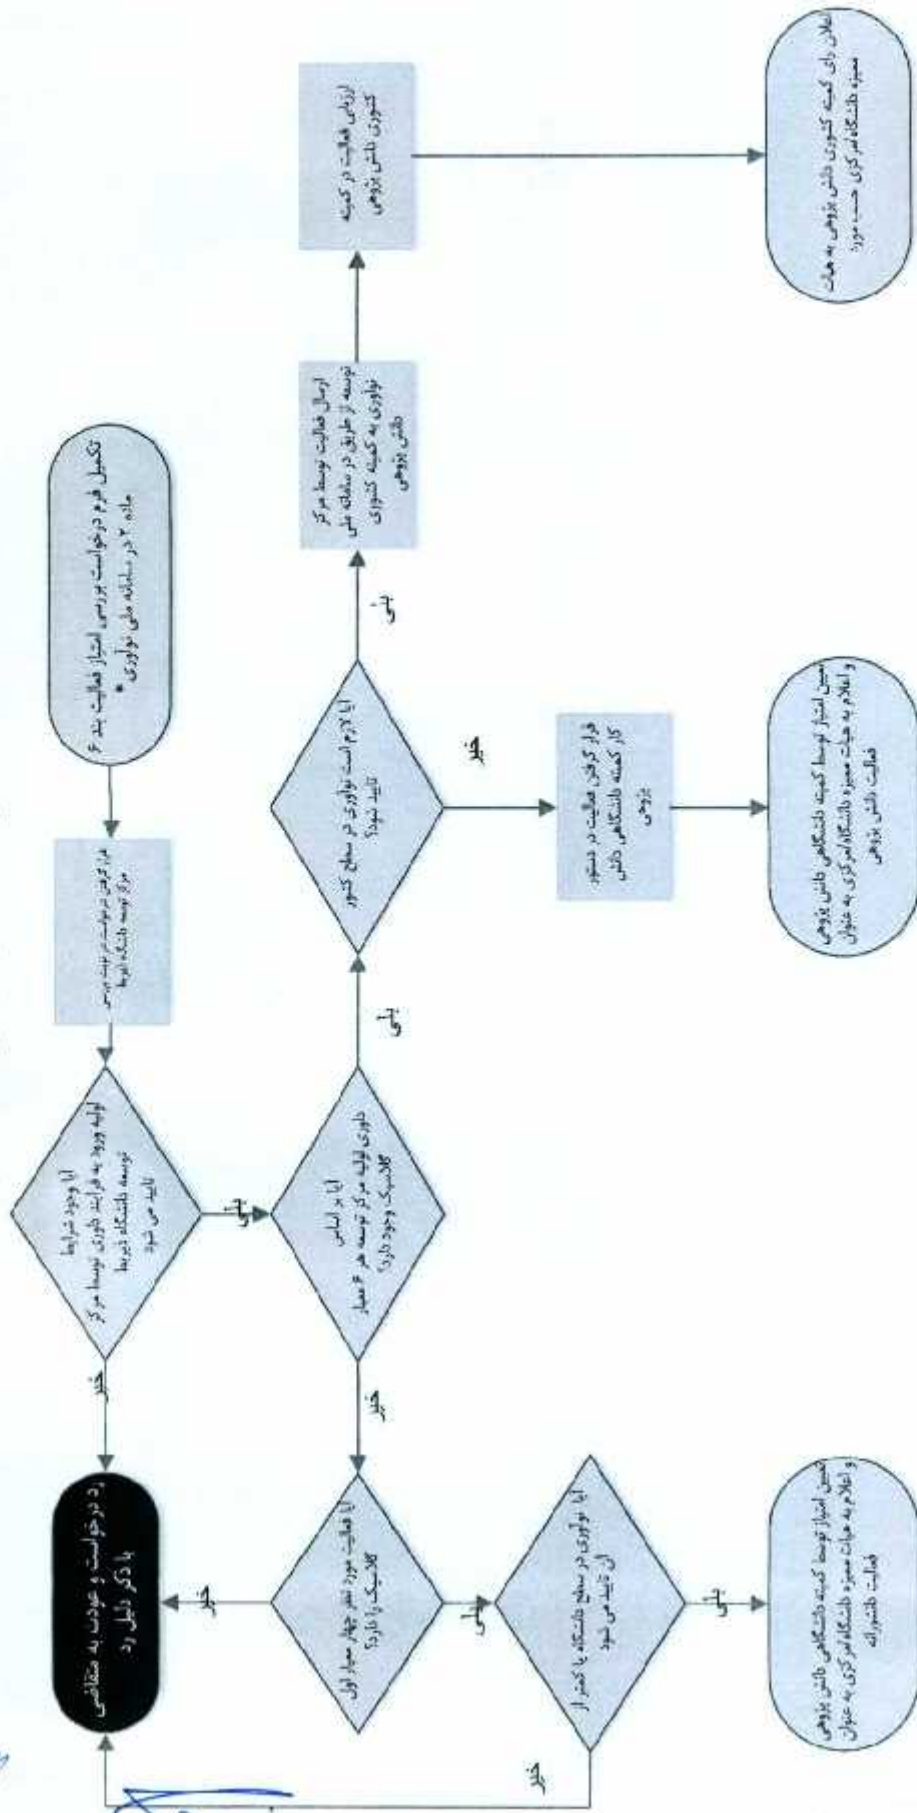 تکمیل فرم درخواست بررسی امتیاز فعالیت بند ۶
ماده ۳ در سامانه ملی نوآوری *
قرار گرفتن درخواست در نوبت بررسی
مرکز توسعه دانشگاه ذیربط
آیا وجود شرایط
اولیه ورود به فرایند داوری توسط مرکز
توسعه دانشگاه ذیربط
تایید می شود
خیر
بلی
رد درخواست و عودت به متقاضی
با ذکر دلیل رد
آیا بر اساس
داوری اولیه مرکز توسعه هر ۶ معیار
گلاسیک وجود دارد؟
بلی
خیر
آیا لازم است نوآوری در سطح کشور
تایید شود؟
بلی
خیر
ارسال فعالیت توسط مرکز
توسعه از طریق در سامانه ملی
نوآوری به کمیته کشوری
دانش پژوهی
ارزیابی فعالیت در کمیته
کشوری دانش پژوهی
اعلان رای کمیته کشوری دانش پژوهی به هیات
ممیزه دانشگاه/مرکزی حسب مورد
قرار گرفتن فعالیت در دستور
کار کمیته دانشگاهی دانش
پژوهی
تعیین امتیاز توسط کمیته دانشگاهی دانش پژوهی
و اعلام به هیات ممیزه دانشگاه/مرکزی به عنوان
فعالیت دانش پژوهی
آیا فعالیت مورد نظر چهار معیار اول
گلاسیک را دارد؟
خیر
بلی
آیا نوآوری در سطح دانشگاه یا کمتر از
آن تایید می شود
خیر
بلی
تعیین امتیاز توسط کمیته دانشگاهی دانش پژوهی
و اعلام به هیات ممیزه دانشگاه/مرکزی به عنوان
فعالیت دانشورانه